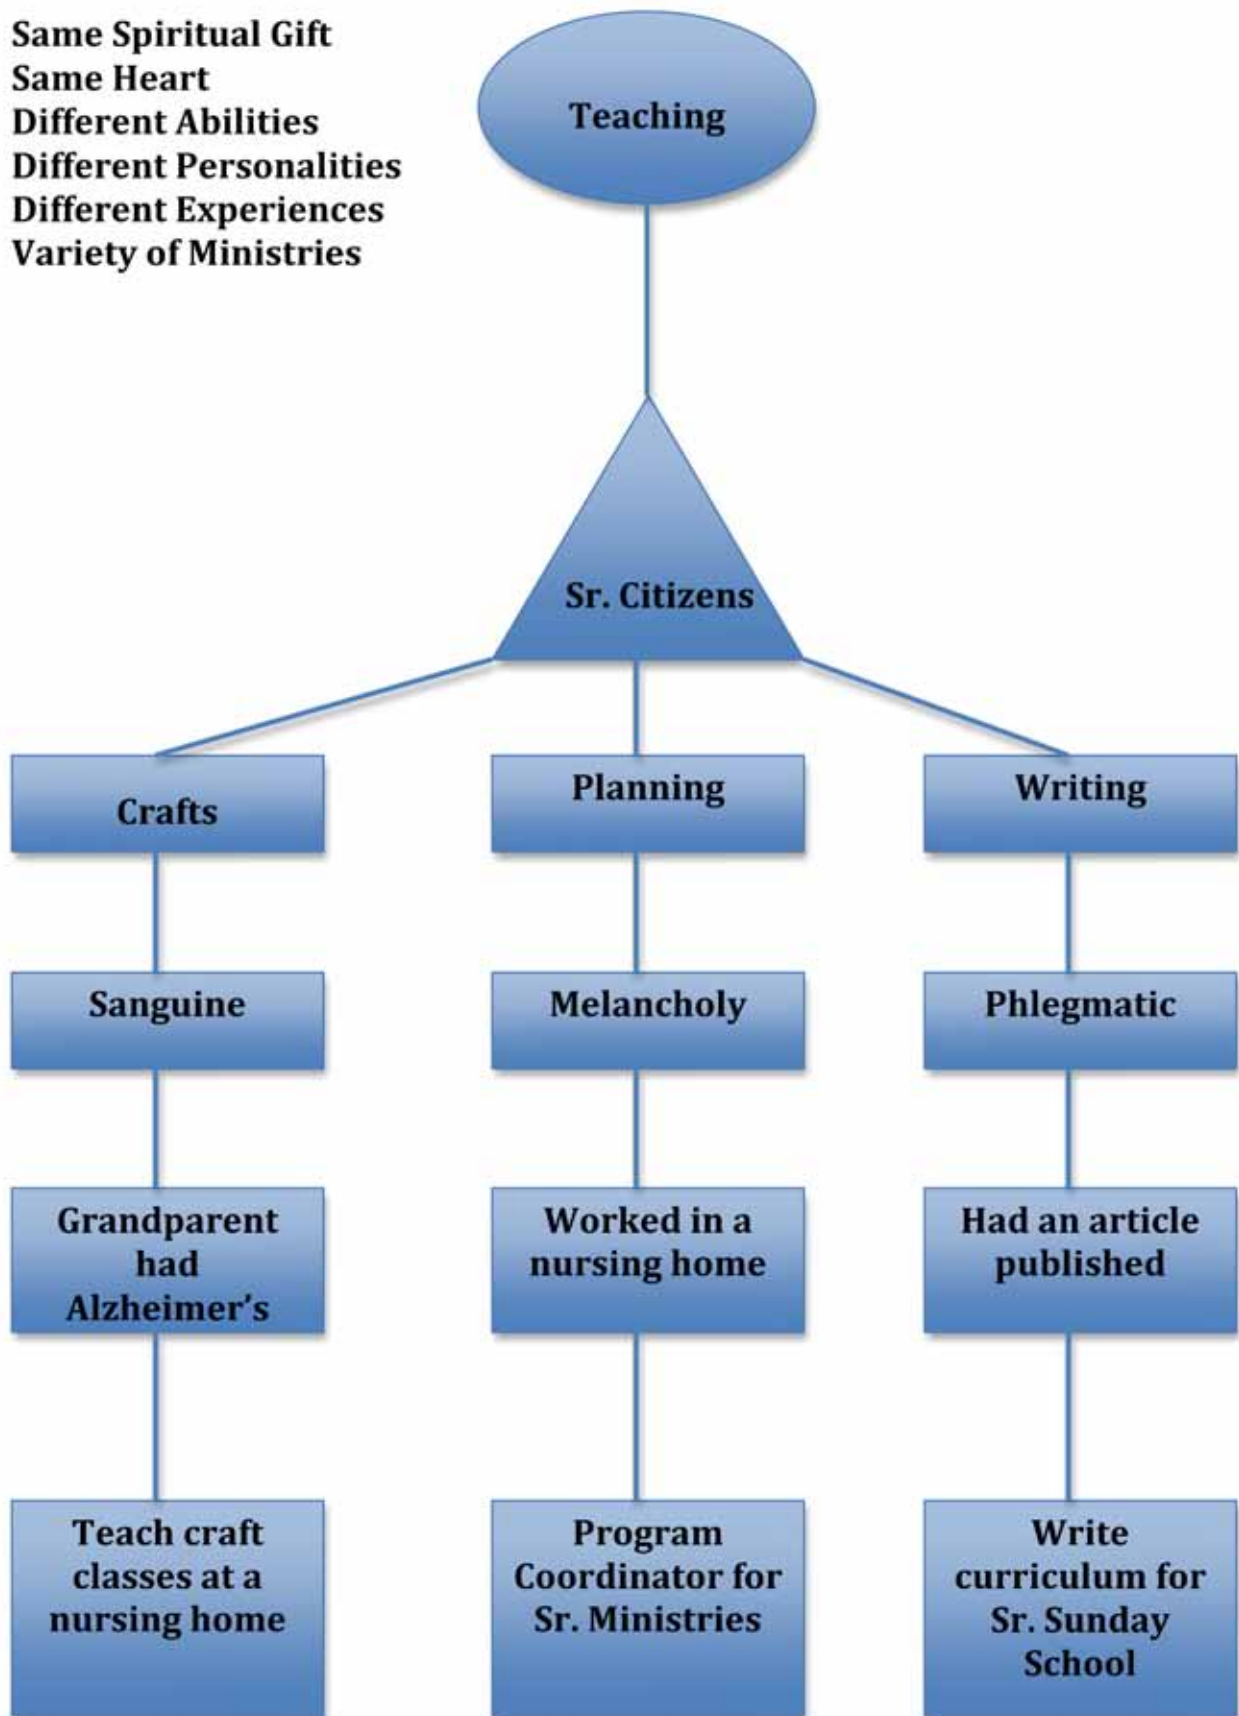 Same Spiritual Gift
Same Heart
Different Abilities
Different Personalities
Different Experiences
Variety of Ministries
Teaching
Sr. Citizens
Crafts
Planning
Writing
Sanguine
Melancholy
Phlegmatic
Grandparent
had
Alzheimer’s
Worked in a
nursing home
Had an article
published
Teach craft
classes at a
nursing home
Program
Coordinator for
Sr. Ministries
Write
curriculum for
Sr. Sunday
School